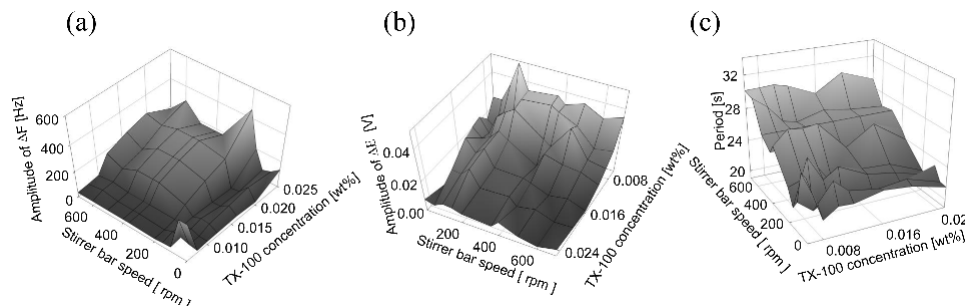 (a)
600
400
200
0
Amplitude of ΔF [Hz]
600
400
200
0
Stirrer bar speed [ rpm ]
0.010
0.015
0.020
0.025
TX-100 concentration [wt%]
(b)
0.04
0.02
0.00
Amplitude of ΔE [V]
200
400
600
Stirrer bar speed [ rpm ]
0.024
0.016
0.008
TX-100 concentration [wt%]
(c)
32
28
24
20
Period [s]
600
400
200
0
Stirrer bar speed [ rpm ]
0.008
0.016
TX-100 concentration [wt%]